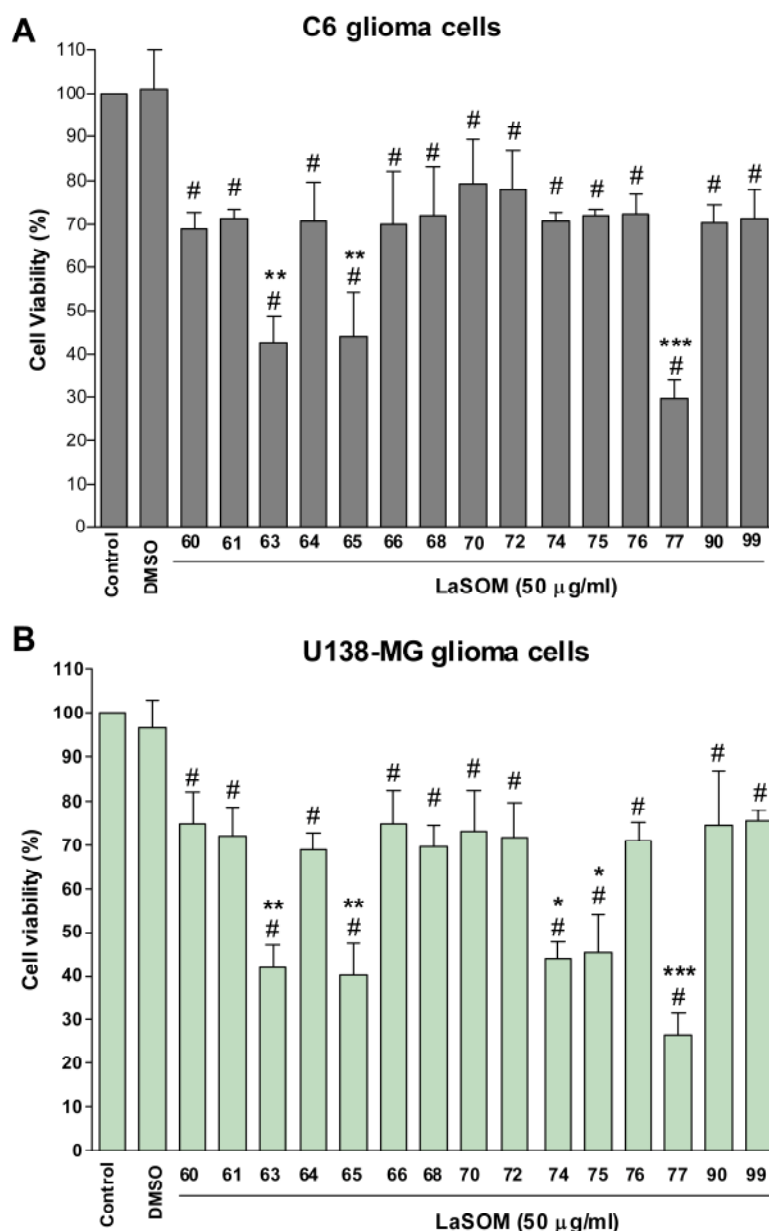 A
C6 glioma cells
Cell Viability (%)
110
100
90
80
70
60
50
40
30
20
10
0
# # ** # # ** # # # # # # # # *** # # #
Control DMSO 60 61 63 64 65 66 68 70 72 74 75 76 77 90 99
LaSOM (50 μg/ml)
B
U138-MG glioma cells
Cell viability (%)
110
100
90
80
70
60
50
40
30
20
10
0
# # ** # # ** # # # # # * # * # # *** # # #
Control DMSO 60 61 63 64 65 66 68 70 72 74 75 76 77 90 99
LaSOM (50 μg/ml)